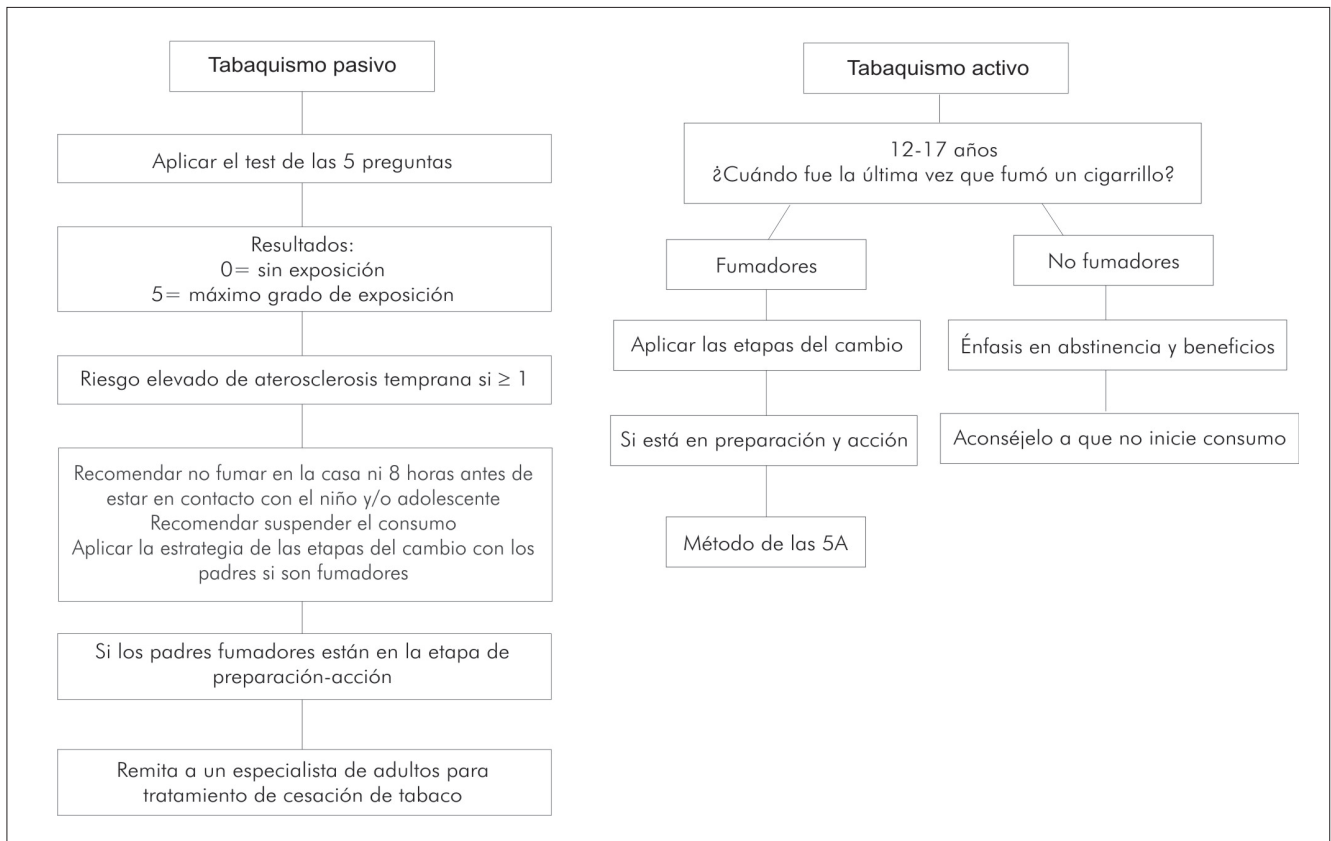 Tabaquismo pasivo
Aplicar el test de las 5 preguntas
Resultados:
0= sin exposición
5= máximo grado de exposición
Riesgo elevado de aterosclerosis temprana si ≥ 1
Recomendar no fumar en la casa ni 8 horas antes de
estar en contacto con el niño y/o adolescente
Recomendar suspender el consumo
Aplicar la estrategia de las etapas del cambio con los
padres si son fumadores
Si los padres fumadores están en la etapa de
preparación-acción
Remita a un especialista de adultos para
tratamiento de cesación de tabaco
Tabaquismo activo
12-17 años
¿Cuándo fue la última vez que fumó un cigarrillo?
Fumadores
Aplicar las etapas del cambio
Si está en preparación y acción
Método de las 5A
No fumadores
Énfasis en abstinencia y beneficios
Aconséjelo a que no inicie consumo